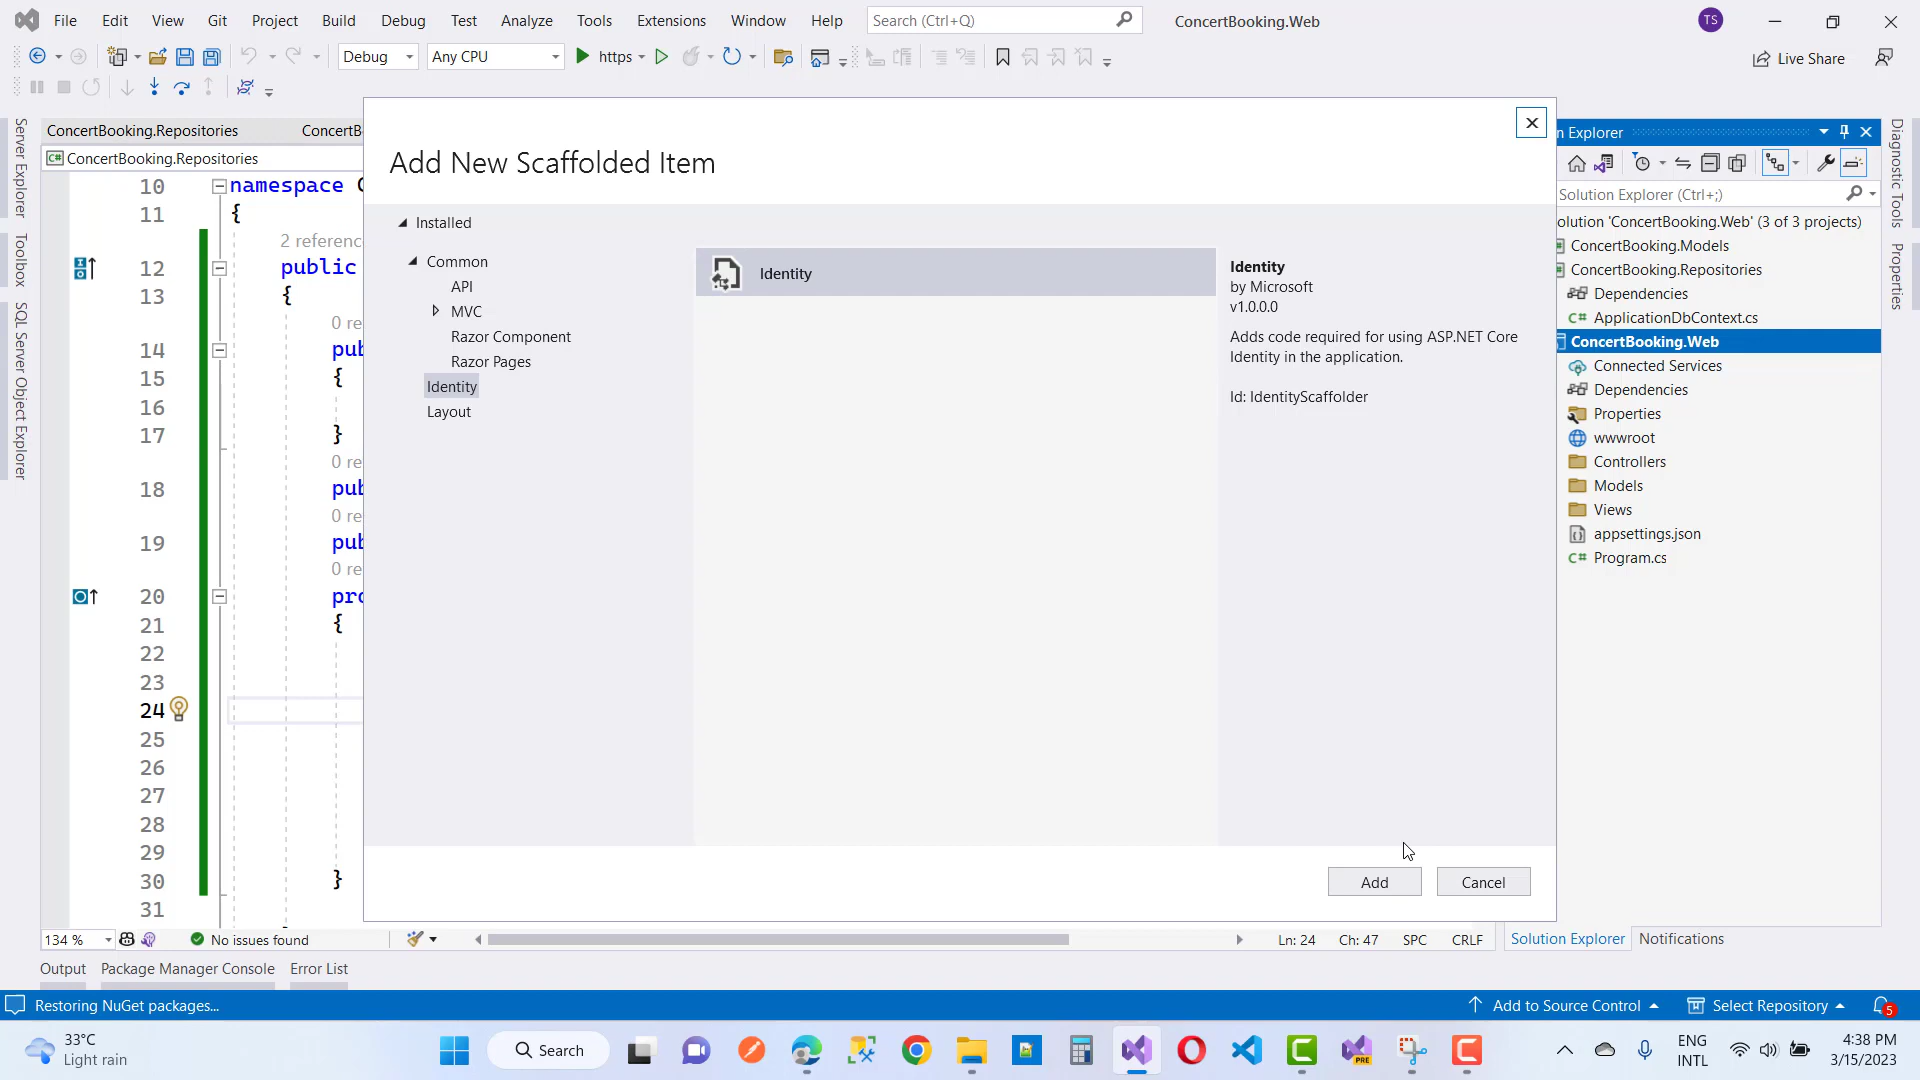 File Edit View Git Project Build Debug Test Analyze Tools Extensions Window Help Search (Ctrl+Q) ConcertBooking.Web TS
Debug Any CPU https Live Share
ConcertBooking.Repositories ConcertB
ConcertBooking.Repositories
Server Explorer
Toolbox
SQL Server Object Explorer
10 namespace
11 {
2 referenc
12 public
13 {
0 re
14 pub
15 {
16
17 }
0 re
18 pub
0 re
19 pub
0 re
20 pro
21 {
22
23
24
25
26
27
28
29
30 }
31
Add New Scaffolded Item
Installed
Common
API
MVC
Razor Component
Razor Pages
Identity
Layout
Identity
Identity
by Microsoft
v1.0.0.0
Adds code required for using ASP.NET Core
Identity in the application.
Id: IdentityScaffolder
Add Cancel
n Explorer
Solution Explorer (Ctrl+;)
olution 'ConcertBooking.Web' (3 of 3 projects)
ConcertBooking.Models
ConcertBooking.Repositories
Dependencies
C# ApplicationDbContext.cs
ConcertBooking.Web
Connected Services
Dependencies
Properties
wwwroot
Controllers
Models
Views
appsettings.json
C# Program.cs
Diagnostic Tools
Properties
134 % No issues found Ln: 24 Ch: 47 SPC CRLF
Solution Explorer Notifications
Output Package Manager Console Error List
Restoring NuGet packages... Add to Source Control Select Repository 5
33°C
Light rain
Search
PRE
ENG
INTL
4:38 PM
3/15/2023